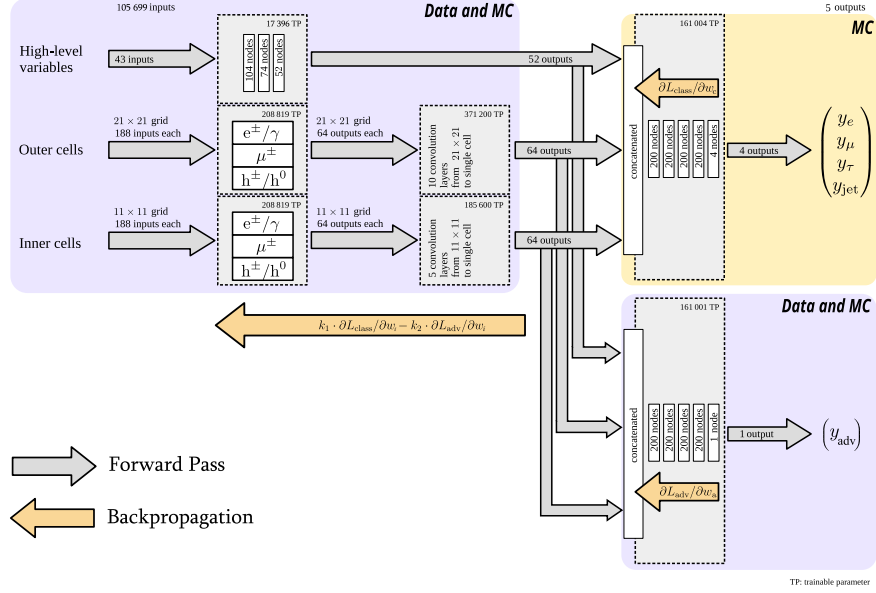 105 699 inputs
Data and MC
5 outputs
MC
High-level
variables
43 inputs
17 396 TP
104 nodes
74 nodes
52 nodes
52 outputs
161 004 TP
∂L_class/∂w_c
Outer cells
21 × 21 grid
188 inputs each
208 819 TP
e^±/γ
μ^±
h^±/h^0
21 × 21 grid
64 outputs each
371 200 TP
10 convolution
layers
from 21 × 21
to single cell
64 outputs
concatenated
200 nodes
200 nodes
200 nodes
200 nodes
4 nodes
4 outputs
y_e
y_μ
y_τ
y_jet
Inner cells
11 × 11 grid
188 inputs each
208 819 TP
e^±/γ
μ^±
h^±/h^0
11 × 11 grid
64 outputs each
185 600 TP
5 convolution
layers
from 11 × 11
to single cell
64 outputs
k_1 · ∂L_class/∂w_i − k_2 · ∂L_adv/∂w_i
161 001 TP
Data and MC
concatenated
200 nodes
200 nodes
200 nodes
200 nodes
1 node
1 output
(y_adv)
∂L_adv/∂w_a
Forward Pass
Backpropagation
TP: trainable parameter